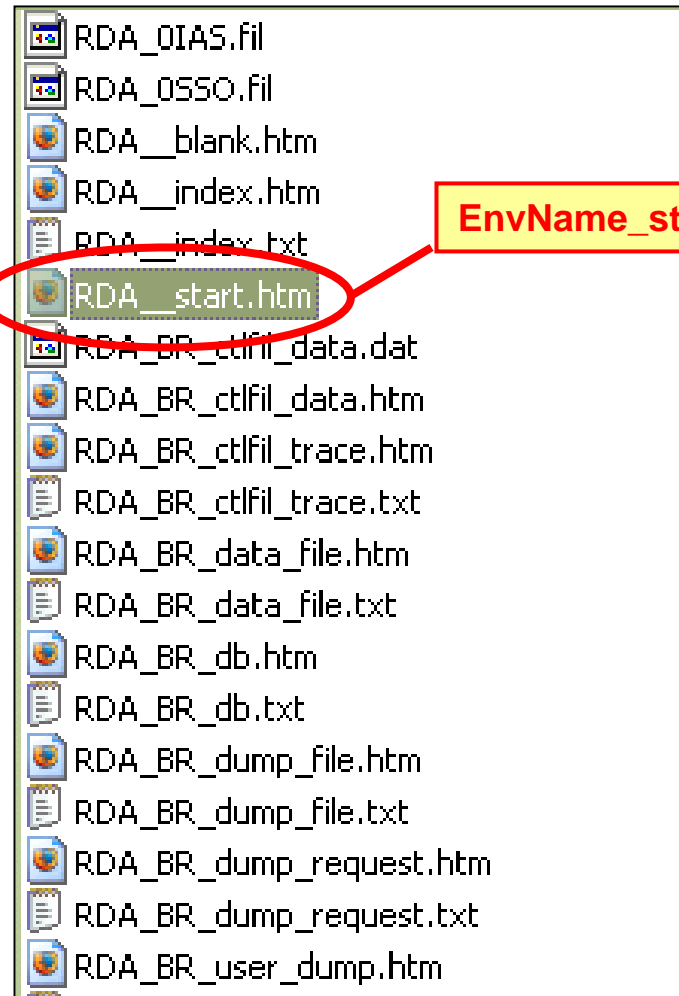 RDA_0IAS.fil
RDA_0SSO.fil
RDA__blank.htm
RDA__index.htm
EnvName_st
RDA__index.txt
RDA__start.htm
RDA_BR_ctlfil_data.dat
RDA_BR_ctlfil_data.htm
RDA_BR_ctlfil_trace.htm
RDA_BR_ctlfil_trace.txt
RDA_BR_data_file.htm
RDA_BR_data_file.txt
RDA_BR_db.htm
RDA_BR_db.txt
RDA_BR_dump_file.htm
RDA_BR_dump_file.txt
RDA_BR_dump_request.htm
RDA_BR_dump_request.txt
RDA_BR_user_dump.htm